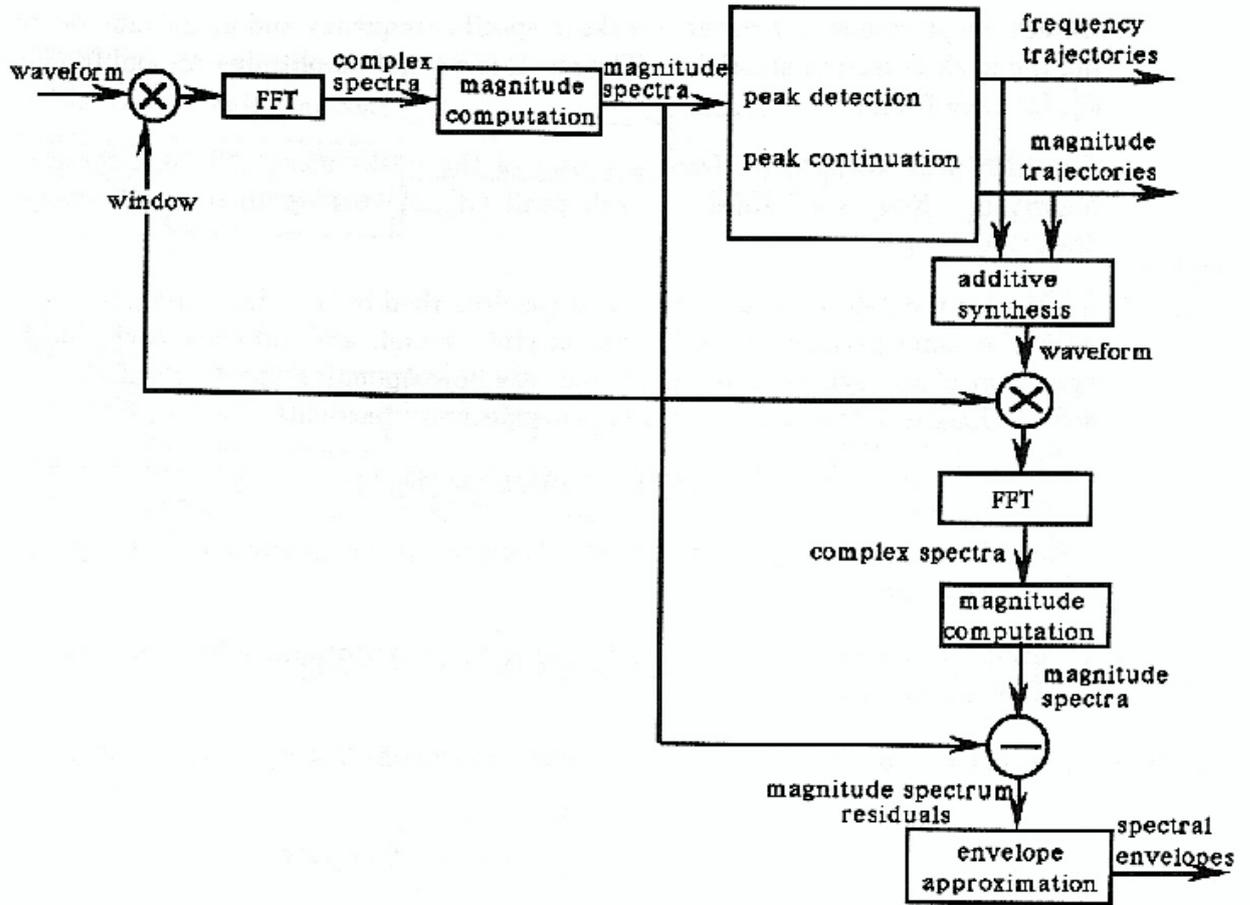 frequency
trajectories
waveform
FFT
complex
spectra
magnitude
computation
magnitude
spectra
peak detection
peak continuation
magnitude
trajectories
window
additive
synthesis
waveform
FFT
complex spectra
magnitude
computation
magnitude
spectra
magnitude spectrum
residuals
envelope
approximation
spectral
envelopes